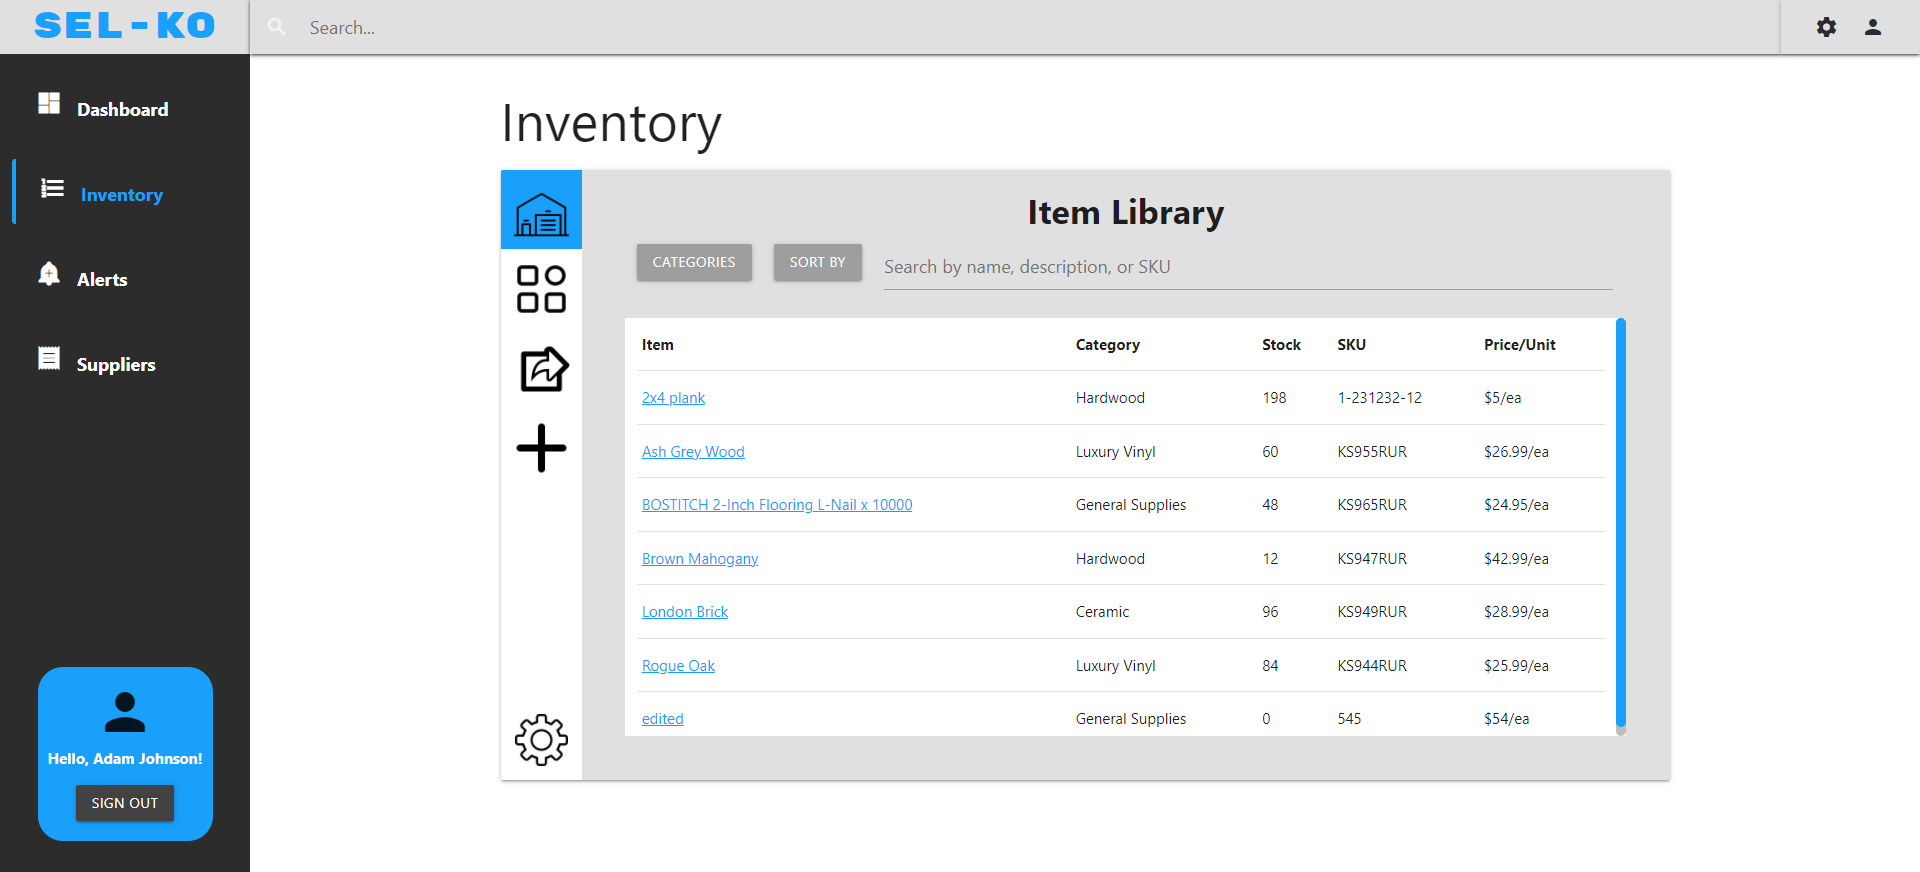 SEL-KO
Search...
Dashboard
Inventory
Alerts
Suppliers
Hello, Adam Johnson!
SIGN OUT
Inventory
Item Library
CATEGORIES SORT BY Search by name, description, or SKU
Item Category Stock SKU Price/Unit
2x4 plank Hardwood 198 1-231232-12 $5/ea
Ash Grey Wood Luxury Vinyl 60 KS955RUR $26.99/ea
BOSTITCH 2-Inch Flooring L-Nail x 10000 General Supplies 48 KS965RUR $24.95/ea
Brown Mahogany Hardwood 12 KS947RUR $42.99/ea
London Brick Ceramic 96 KS949RUR $28.99/ea
Rogue Oak Luxury Vinyl 84 KS944RUR $25.99/ea
edited General Supplies 0 545 $54/ea